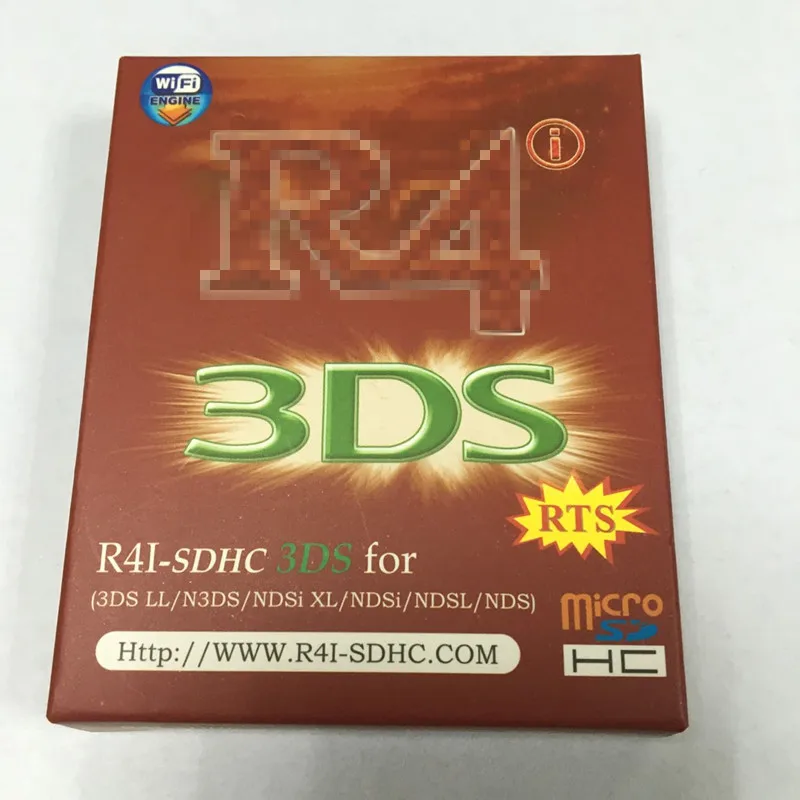 WiFi
ENGINE
R4 i
3DS
RTS
R4I-SDHC 3DS for
(3DS LL/N3DS/NDSi XL/NDSi/NDSL/NDS)
micro
SD
HC
Http://WWW.R4I-SDHC.COM